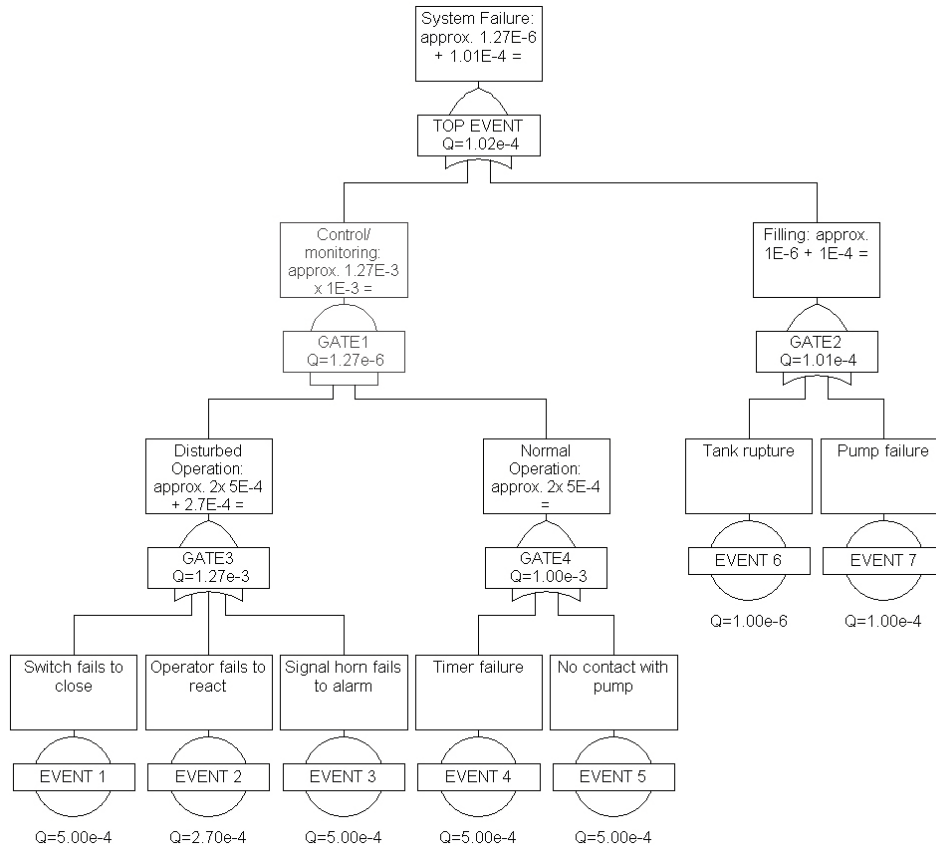 System Failure:
approx. 1.27E-6
+ 1.01E-4 =
TOP EVENT
Q=1.02e-4
Control/
monitoring:
approx. 1.27E-3
x 1E-3 =
GATE1
Q=1.27e-6
Filling: approx.
1E-6 + 1E-4 =
GATE2
Q=1.01e-4
Disturbed
Operation:
approx. 2x 5E-4
+ 2.7E-4 =
GATE3
Q=1.27e-3
Normal
Operation:
approx. 2x 5E-4
=
GATE4
Q=1.00e-3
Tank rupture
EVENT 6
Q=1.00e-6
Pump failure
EVENT 7
Q=1.00e-4
Switch fails to
close
EVENT 1
Q=5.00e-4
Operator fails to
react
EVENT 2
Q=2.70e-4
Signal horn fails
to alarm
EVENT 3
Q=5.00e-4
Timer failure
EVENT 4
Q=5.00e-4
No contact with
pump
EVENT 5
Q=5.00e-4